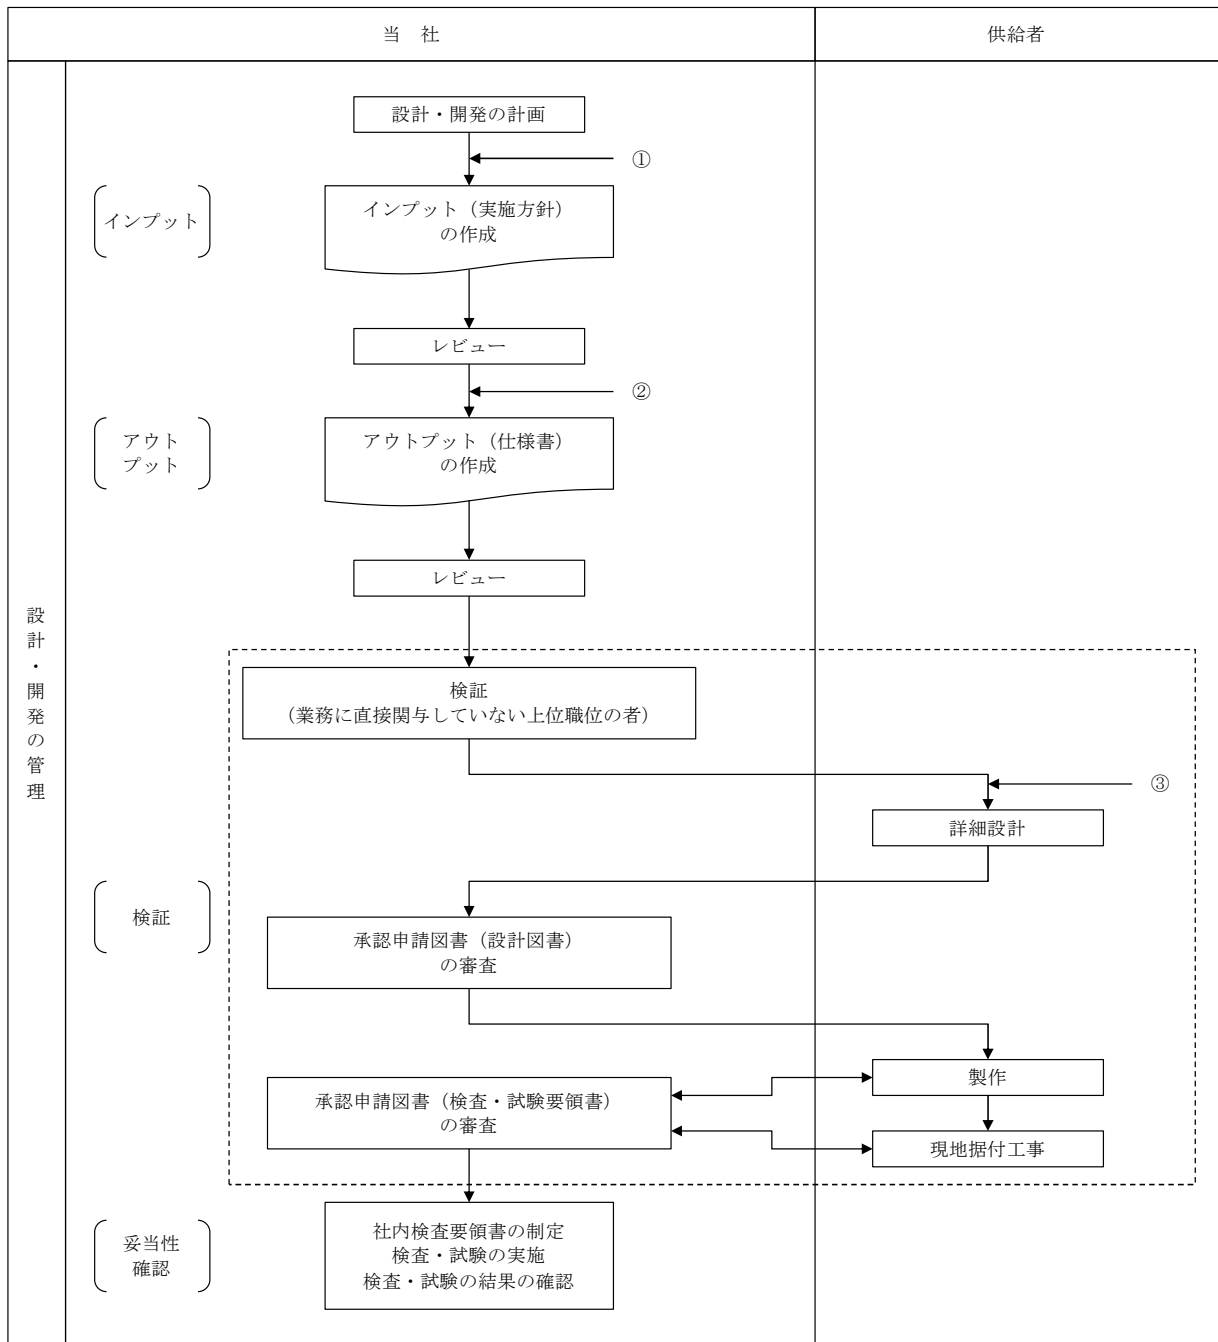 当 社
供給者
設計・開発の管理
設計・開発の計画
①
インプット
インプット（実施方針）
の作成
レビュー
②
アウト
プット
アウトプット（仕様書）
の作成
レビュー
検証
（業務に直接関与していない上位職位の者）
③
詳細設計
検証
承認申請図書（設計図書）
の審査
製作
承認申請図書（検査・試験要領書）
の審査
現地据付工事
妥当性
確認
社内検査要領書の制定
検査・試験の実施
検査・試験の結果の確認